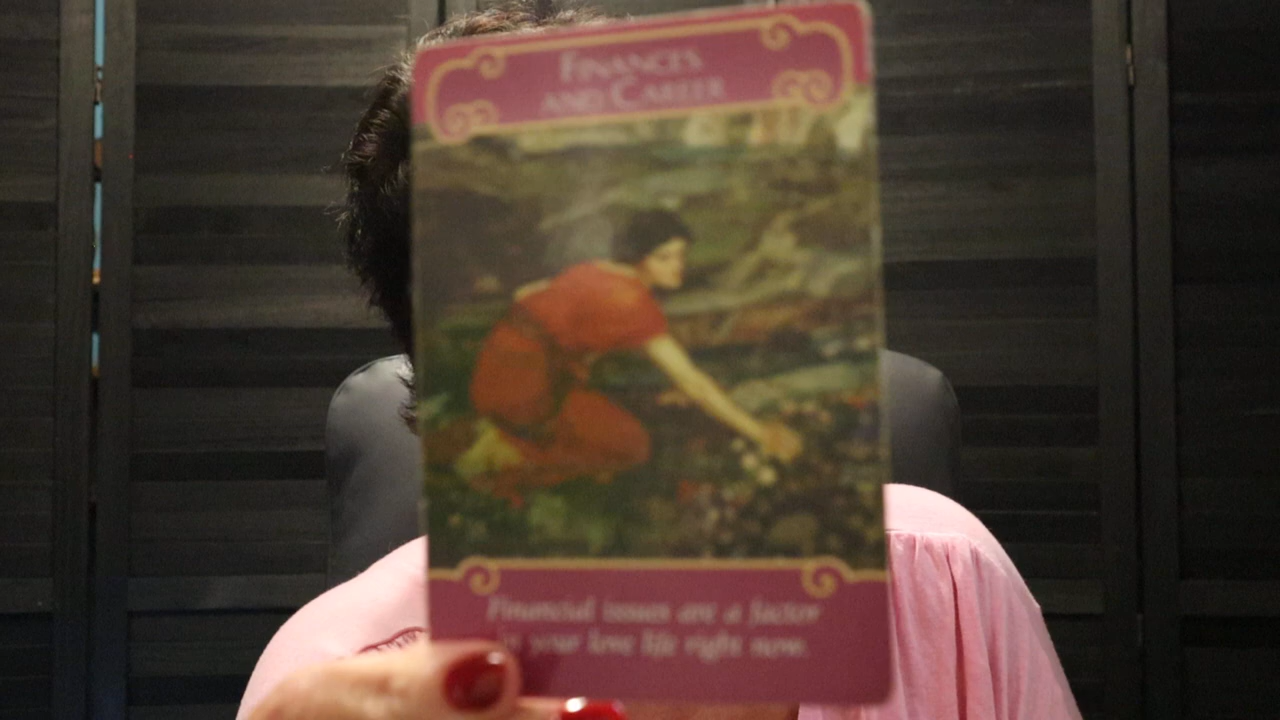 FINANCES
AND CAREER
Financial issues are a factor
in your love life right now.